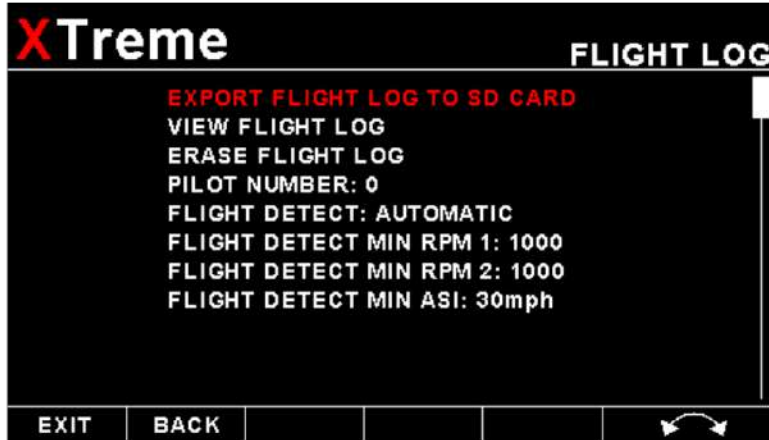 XTreme
FLIGHT LOG
EXPORT FLIGHT LOG TO SD CARD
VIEW FLIGHT LOG
ERASE FLIGHT LOG
PILOT NUMBER: 0
FLIGHT DETECT: AUTOMATIC
FLIGHT DETECT MIN RPM 1: 1000
FLIGHT DETECT MIN RPM 2: 1000
FLIGHT DETECT MIN ASI: 30mph
EXIT BACK